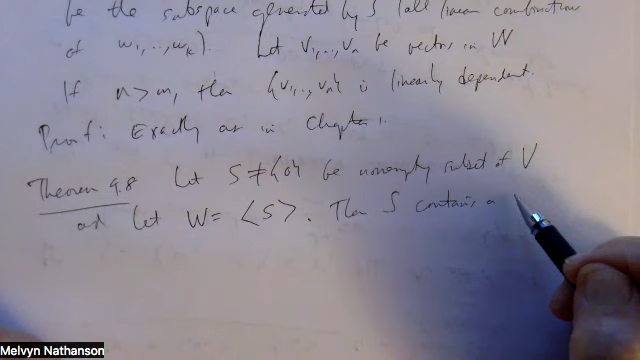 be the subspace generated by S (all linear combinations
of w1,...,wk). Let v1,...,vn be vectors in W
If n>m, then {v1,...,vn} is linearly dependent.
Proof: Exactly as in Chapter 1.
Theorem 9.8 Let S≠{0} be nonempty subset of V
and let W = <S>. Then S contains a
Melvyn Nathanson